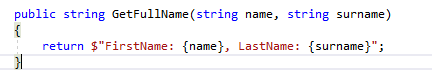 public string GetFullName(string name, string surname)
{
    return $"FirstName: {name}, LastName: {surname}";
}